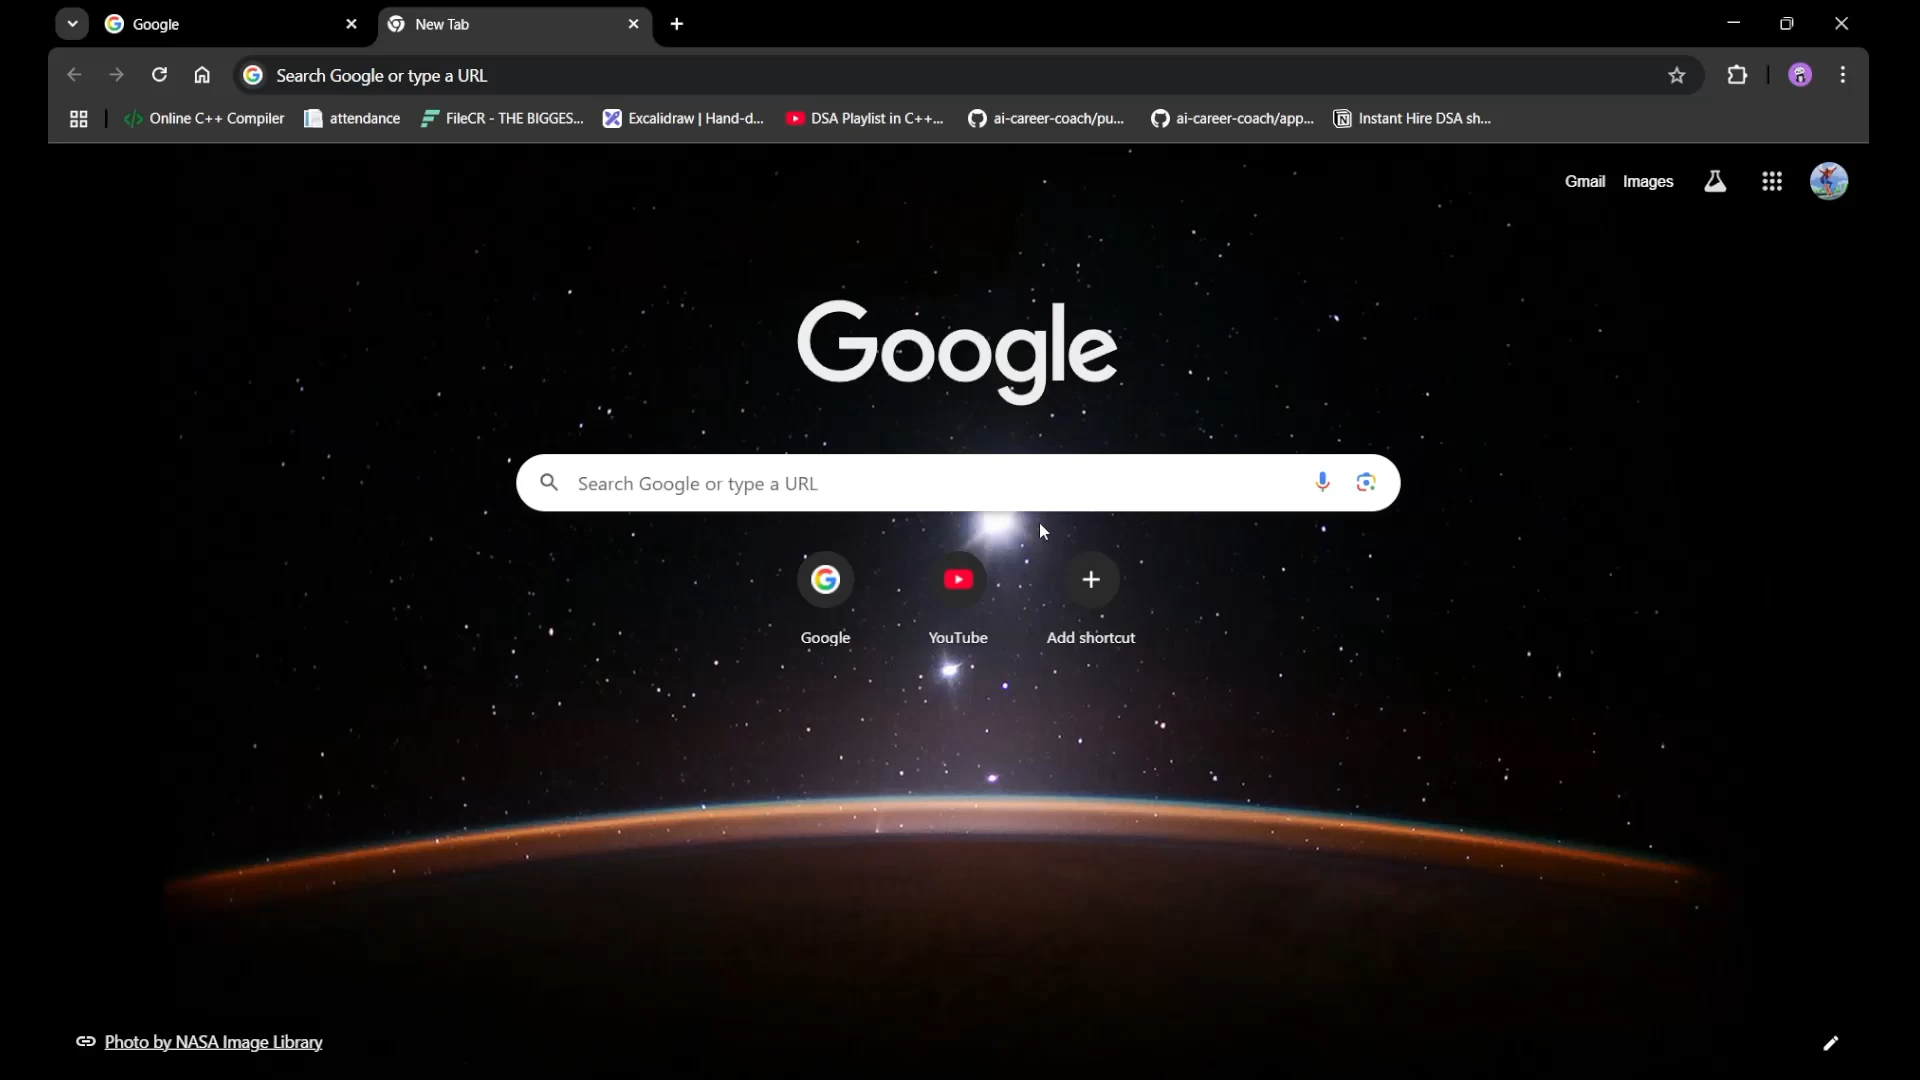 Google
New Tab
Search Google or type a URL
Online C++ Compiler
attendance
FileCR - THE BIGGES...
Excalidraw | Hand-d...
DSA Playlist in C++...
ai-career-coach/pu...
ai-career-coach/app...
Instant Hire DSA sh...
Gmail
Images
Google
Search Google or type a URL
Google
YouTube
Add shortcut
Photo by NASA Image Library